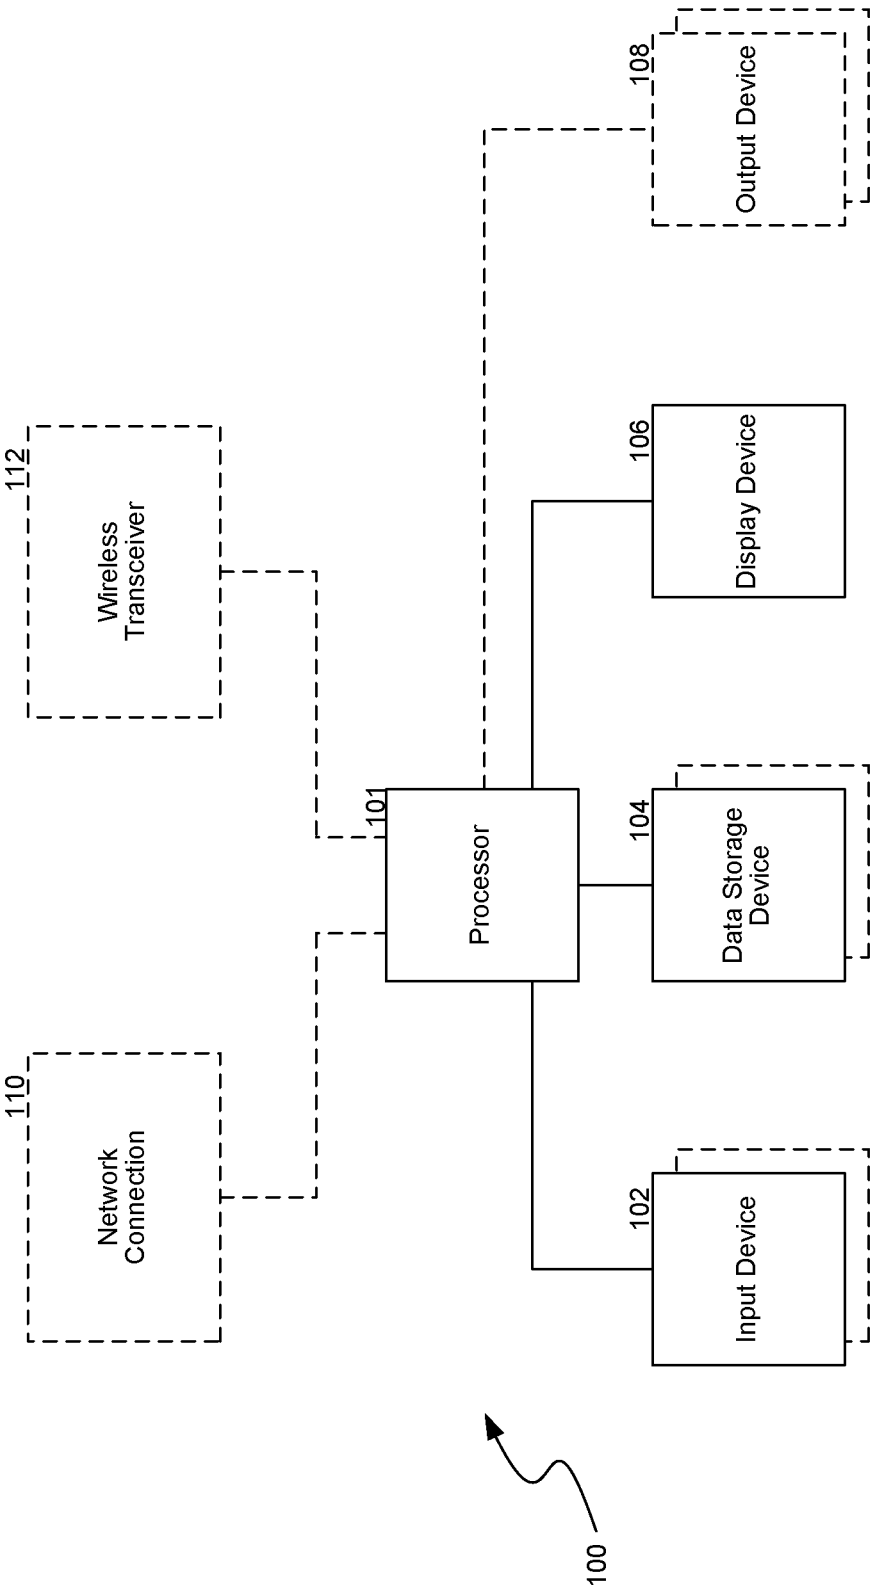 100
110
Network
Connection
112
Wireless
Transceiver
101
Processor
102
Input Device
104
Data Storage
Device
106
Display Device
108
Output Device